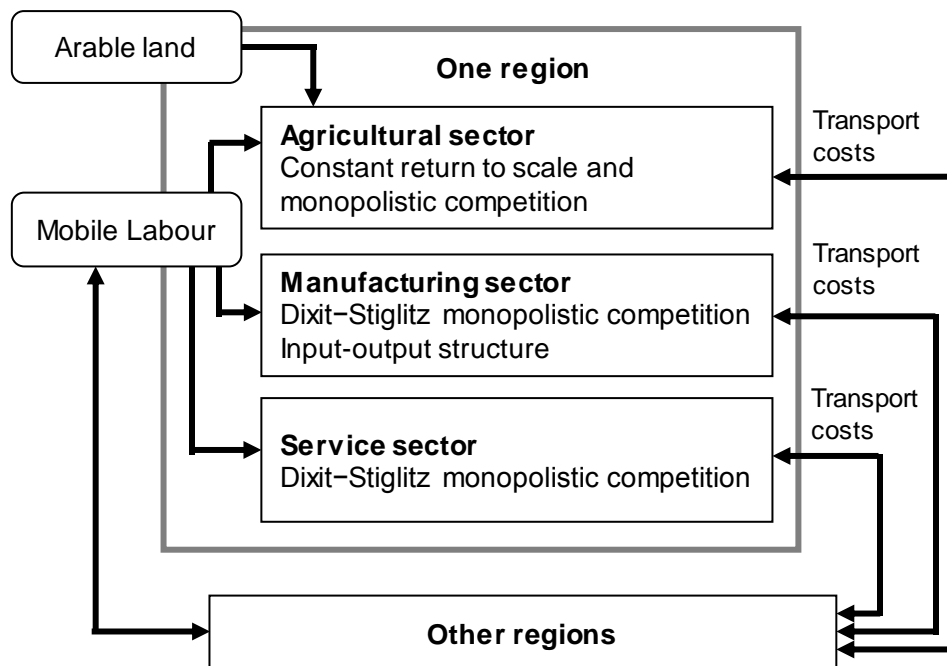 Arable land
One region
Agricultural sector
Constant return to scale and
monopolistic competition
Transport
costs
Mobile Labour
Manufacturing sector
Dixit−Stiglitz monopolistic competition
Input-output structure
Transport
costs
Service sector
Dixit−Stiglitz monopolistic competition
Transport
costs
Other regions